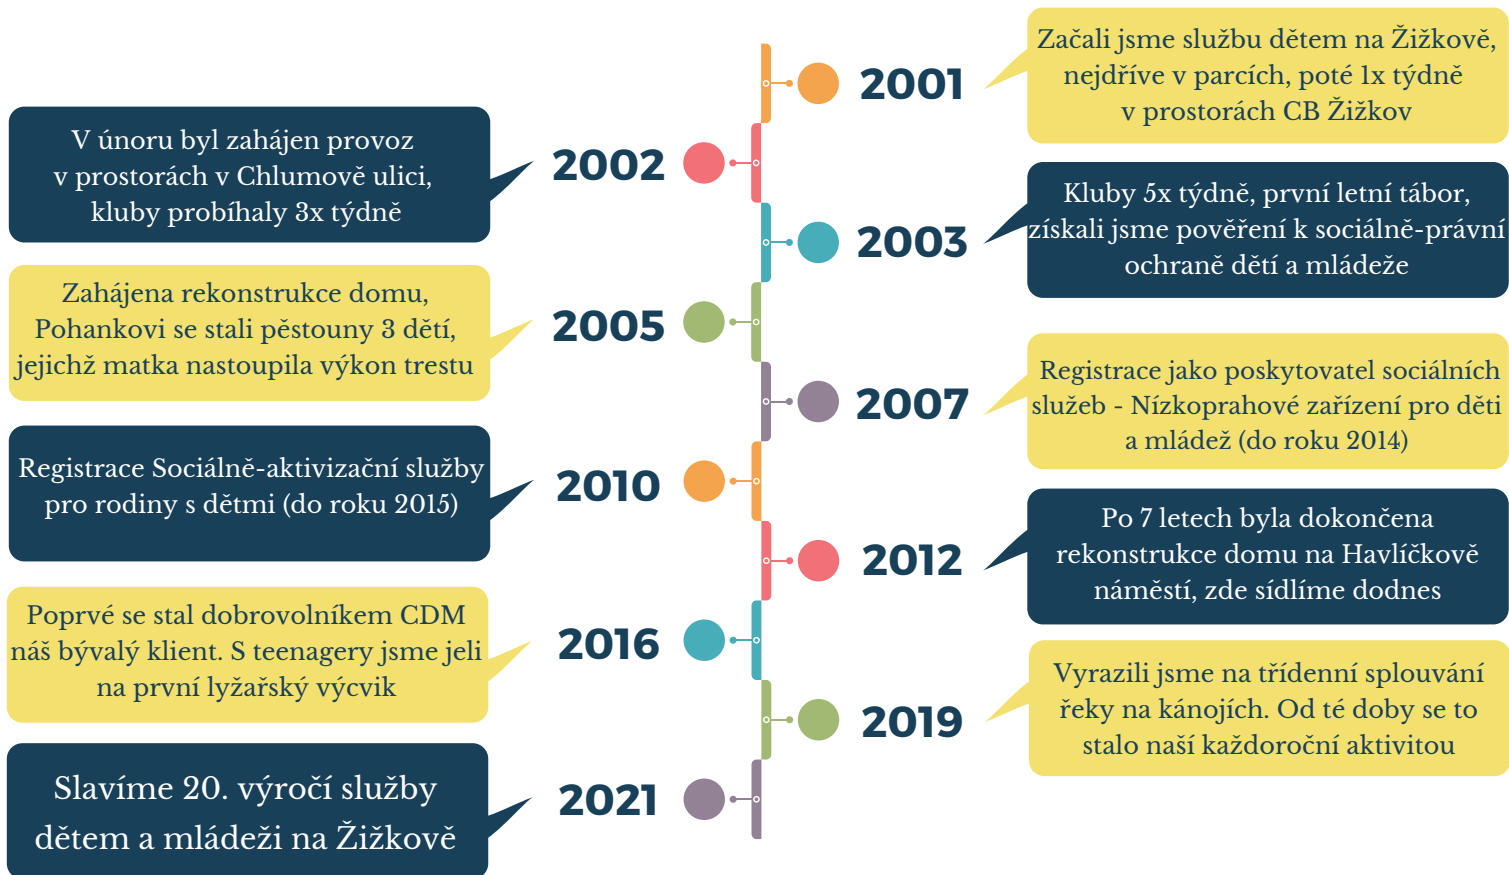 2001
Začali jsme službu dětem na Žižkově,
nejdříve v parcích, poté 1x týdně
v prostorách CB Žižkov
V únoru byl zahájen provoz
v prostorách v Chlumově ulici,
kluby probíhaly 3x týdně
2002
2003
Kluby 5x týdně, první letní tábor,
získali jsme pověření k sociálně-právní
ochraně dětí a mládeže
Zahájena rekonstrukce domu,
Pohankovi se stali pěstouny 3 dětí,
jejichž matka nastoupila výkon trestu
2005
2007
Registrace jako poskytovatel sociálních
služeb - Nízkoprahové zařízení pro děti
a mládež (do roku 2014)
Registrace Sociálně-aktivizační služby
pro rodiny s dětmi (do roku 2015)
2010
2012
Po 7 letech byla dokončena
rekonstrukce domu na Havlíčkově
náměstí, zde sídlíme dodnes
Poprvé se stal dobrovolníkem CDM
náš bývalý klient. S teenagery jsme jeli
na první lyžařský výcvik
2016
2019
Vyrazili jsme na třídenní splouvání
řeky na kánojích. Od té doby se to
stalo naší každoroční aktivitou
Slavíme 20. výročí služby
dětem a mládeži na Žižkově
2021